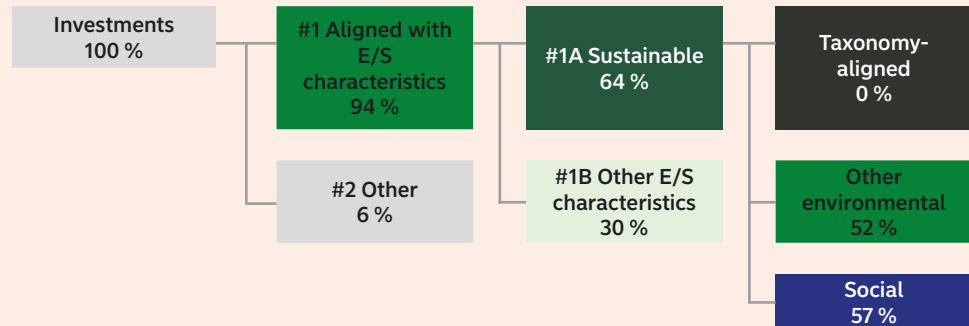 Investments
100 %
#1 Aligned with
E/S
characteristics
94 %
#1A Sustainable
64 %
Taxonomy-
aligned
0 %
#2 Other
6 %
#1B Other E/S
characteristics
30 %
Other
environmental
52 %
Social
57 %